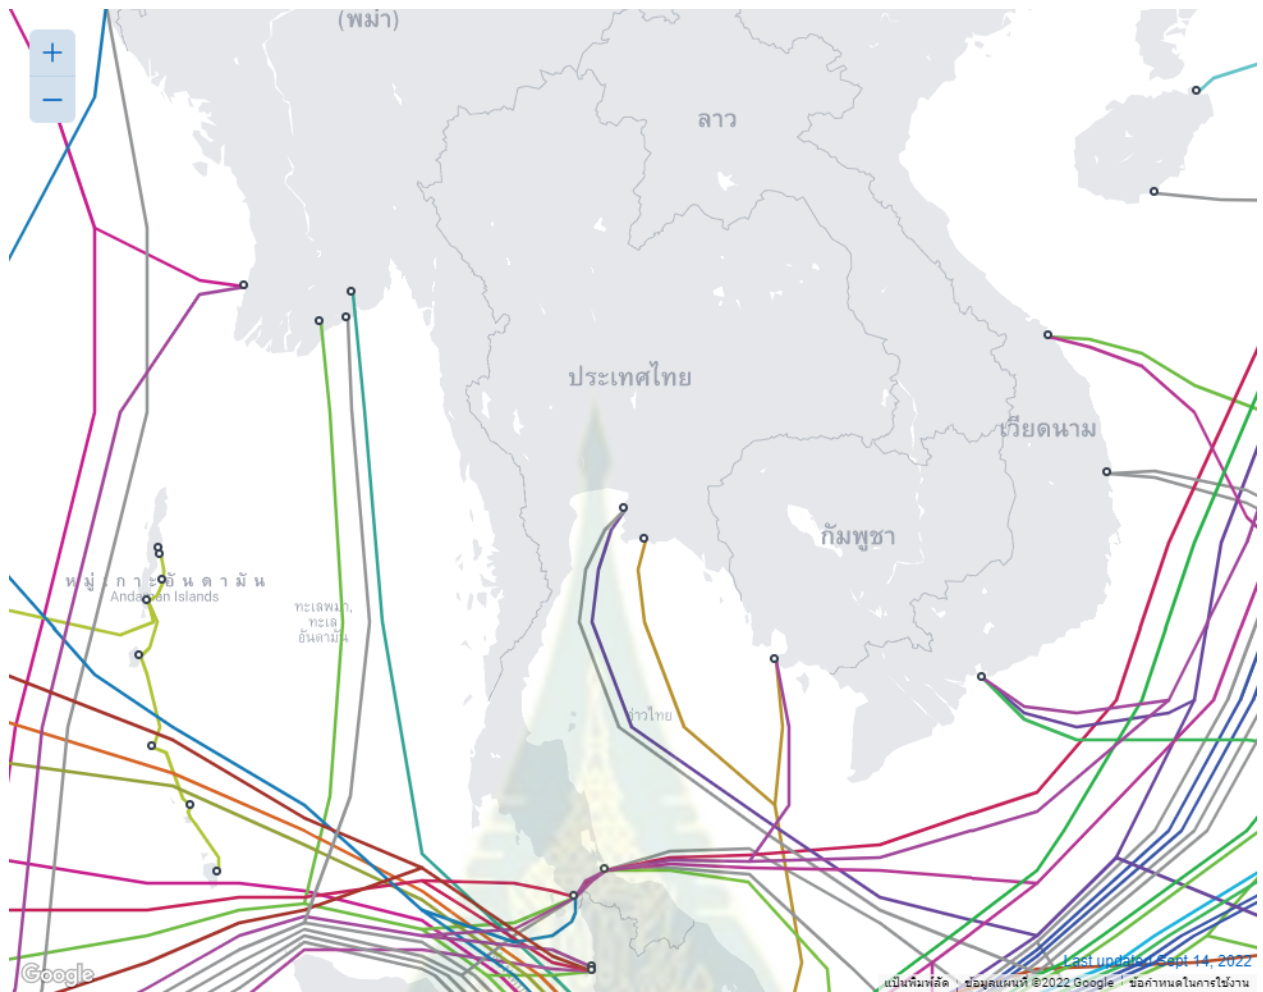 (พม่า)
+
−
ลาว
ประเทศไทย
เวียดนาม
กัมพูชา
หมู่เกาะอันดามัน
Andaman Islands
ทะเลพม่า,
ทะเล
อันดามัน
อ่าวไทย
Last updated Sept 14, 2022
Google
แป้นพิมพ์ลัด
ข้อมูลแผนที่ ©2022 Google
ข้อกำหนดในการใช้งาน